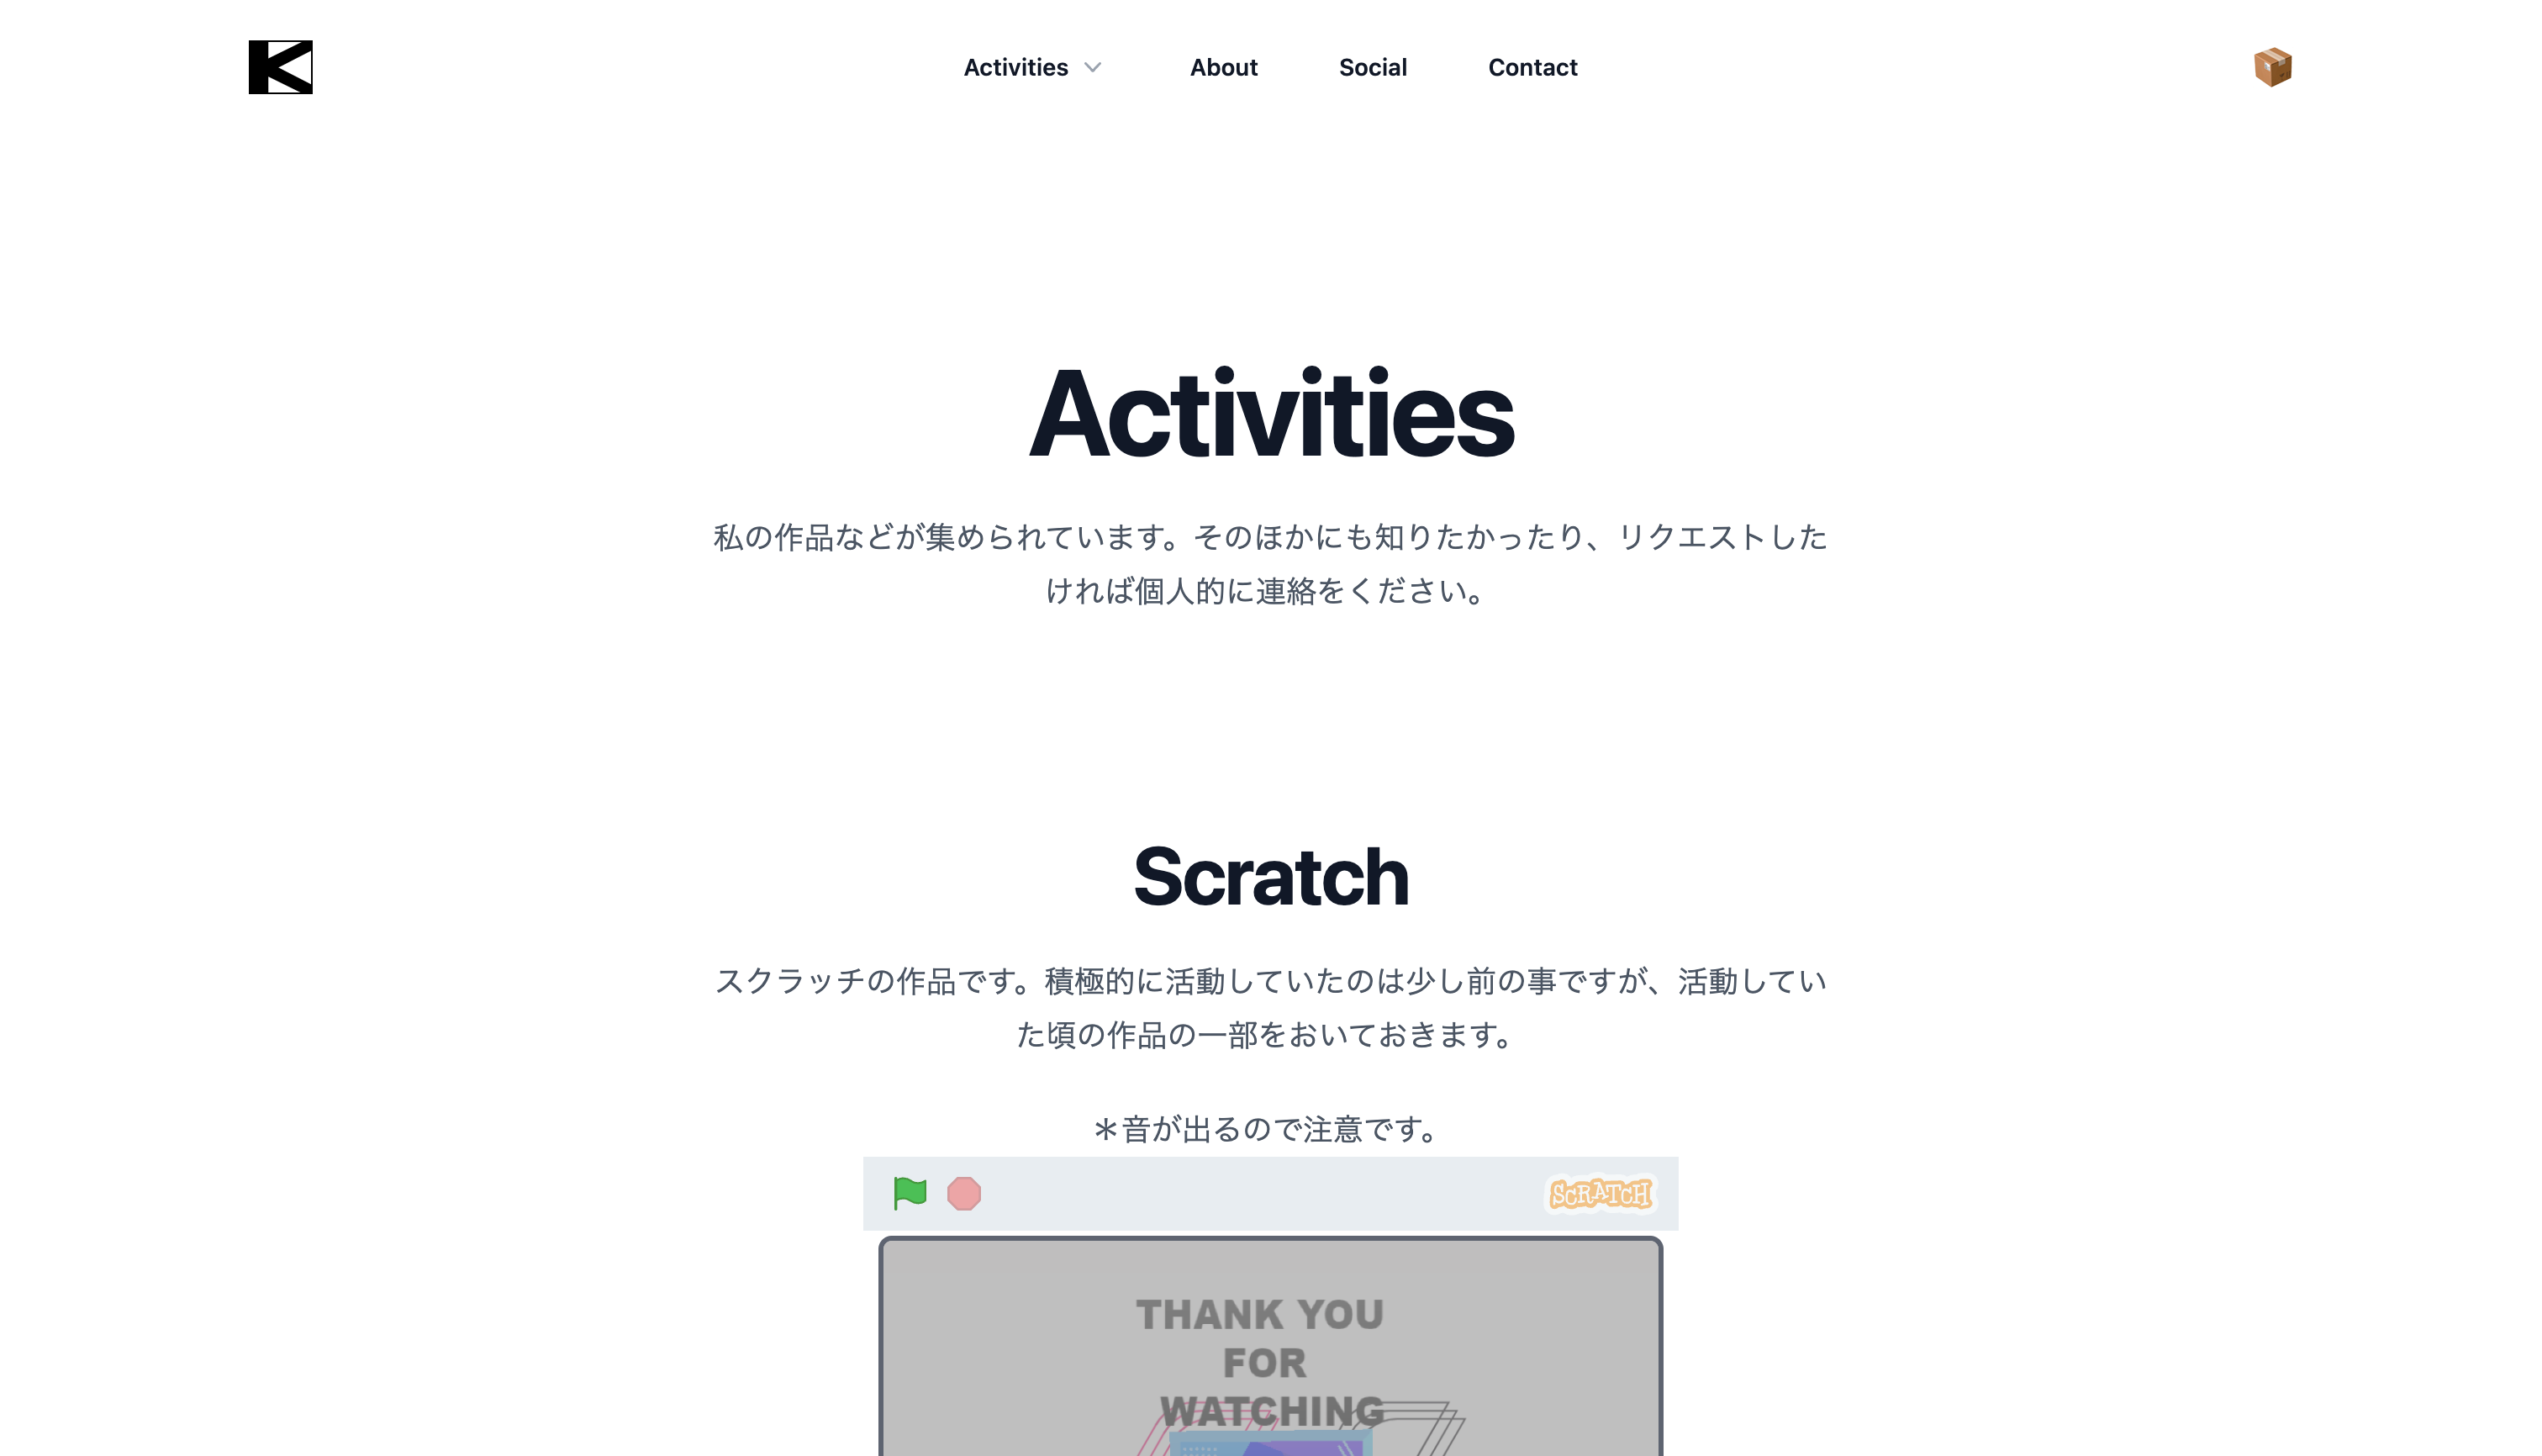 K
Activities
About
Social
Contact
Activities
私の作品などが集められています。そのほかにも知りたかったり、リクエストした
ければ個人的に連絡をください。
Scratch
スクラッチの作品です。積極的に活動していたのは少し前の事ですが、活動してい
た頃の作品の一部をおいておきます。
＊音が出るので注意です。
SCRATCH
THANK YOU
FOR
WATCHING